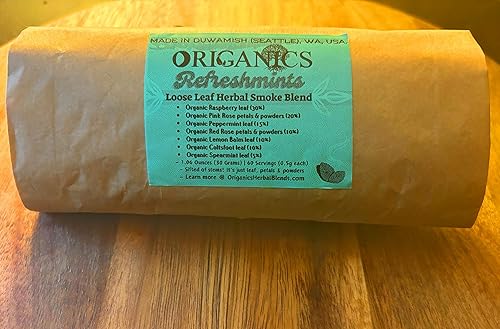 MADE IN DUWAMISH (SEATTLE), WA, USA.
ORIGANICS
Refreshmints
Loose Leaf Herbal Smoke Blend
• Organic Raspberry leaf (30%)
• Organic Pink Rose petals & powders (20%)
• Organic Peppermint leaf (15%)
• Organic Red Rose petals & powders (10%)
• Organic Lemon Balm leaf (10%)
• Organic Coltsfoot leaf (10%)
• Organic Spearmint leaf (5%)
- 1.06 Ounces (30 Grams) | 60 Servings (0.5g each)
- Sifted of stems! It's just leaf, petals & powders
- Learn more @ OriganicsHerbalBlends.com